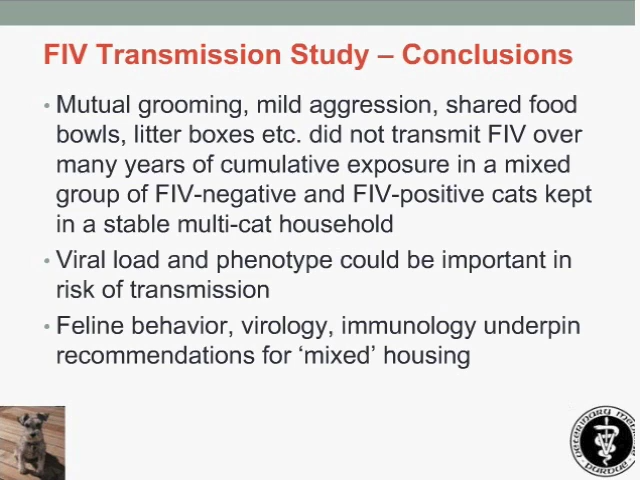 FIV Transmission Study – Conclusions
• Mutual grooming, mild aggression, shared food
bowls, litter boxes etc. did not transmit FIV over
many years of cumulative exposure in a mixed
group of FIV-negative and FIV-positive cats kept
in a stable multi-cat household
• Viral load and phenotype could be important in
risk of transmission
• Feline behavior, virology, immunology underpin
recommendations for ‘mixed’ housing
VETERINARY MEDICINE
PURDUE